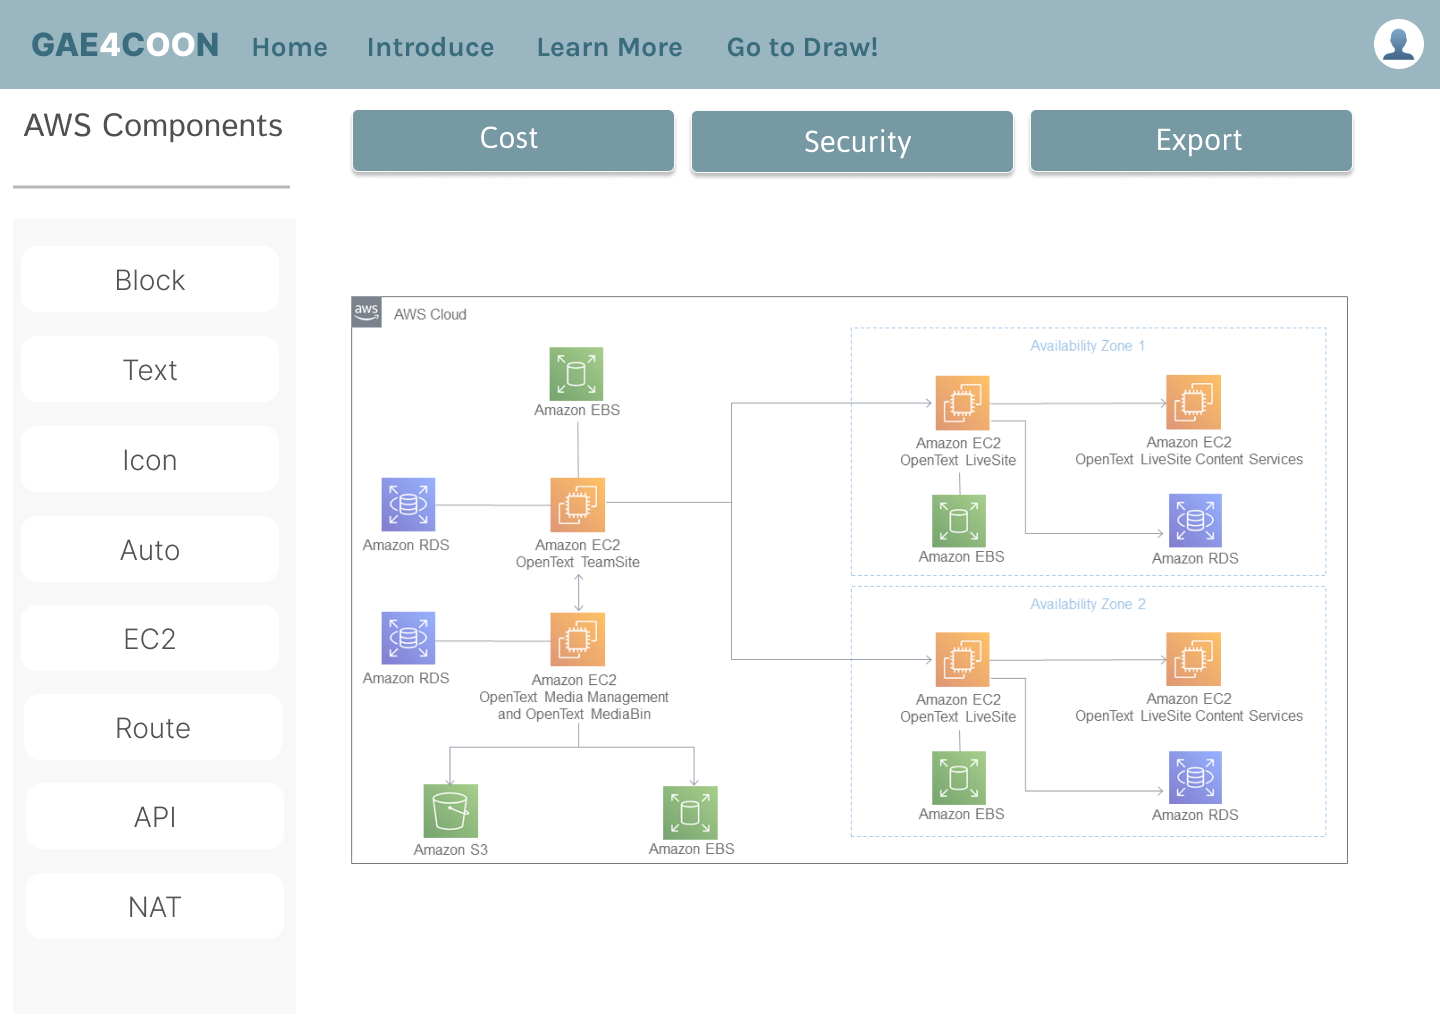 GAE4COON
Home
Introduce
Learn More
Go to Draw!
AWS Components
Cost
Security
Export
Block
Text
Icon
Auto
EC2
Route
API
NAT
aws
AWS Cloud
Amazon EBS
Amazon RDS
Amazon EC2
OpenText TeamSite
Amazon RDS
Amazon EC2
OpenText Media Management
and OpenText MediaBin
Amazon S3
Amazon EBS
Availability Zone 1
Amazon EC2
OpenText LiveSite
Amazon EC2
OpenText LiveSite Content Services
Amazon EBS
Amazon RDS
Availability Zone 2
Amazon EC2
OpenText LiveSite
Amazon EC2
OpenText LiveSite Content Services
Amazon EBS
Amazon RDS